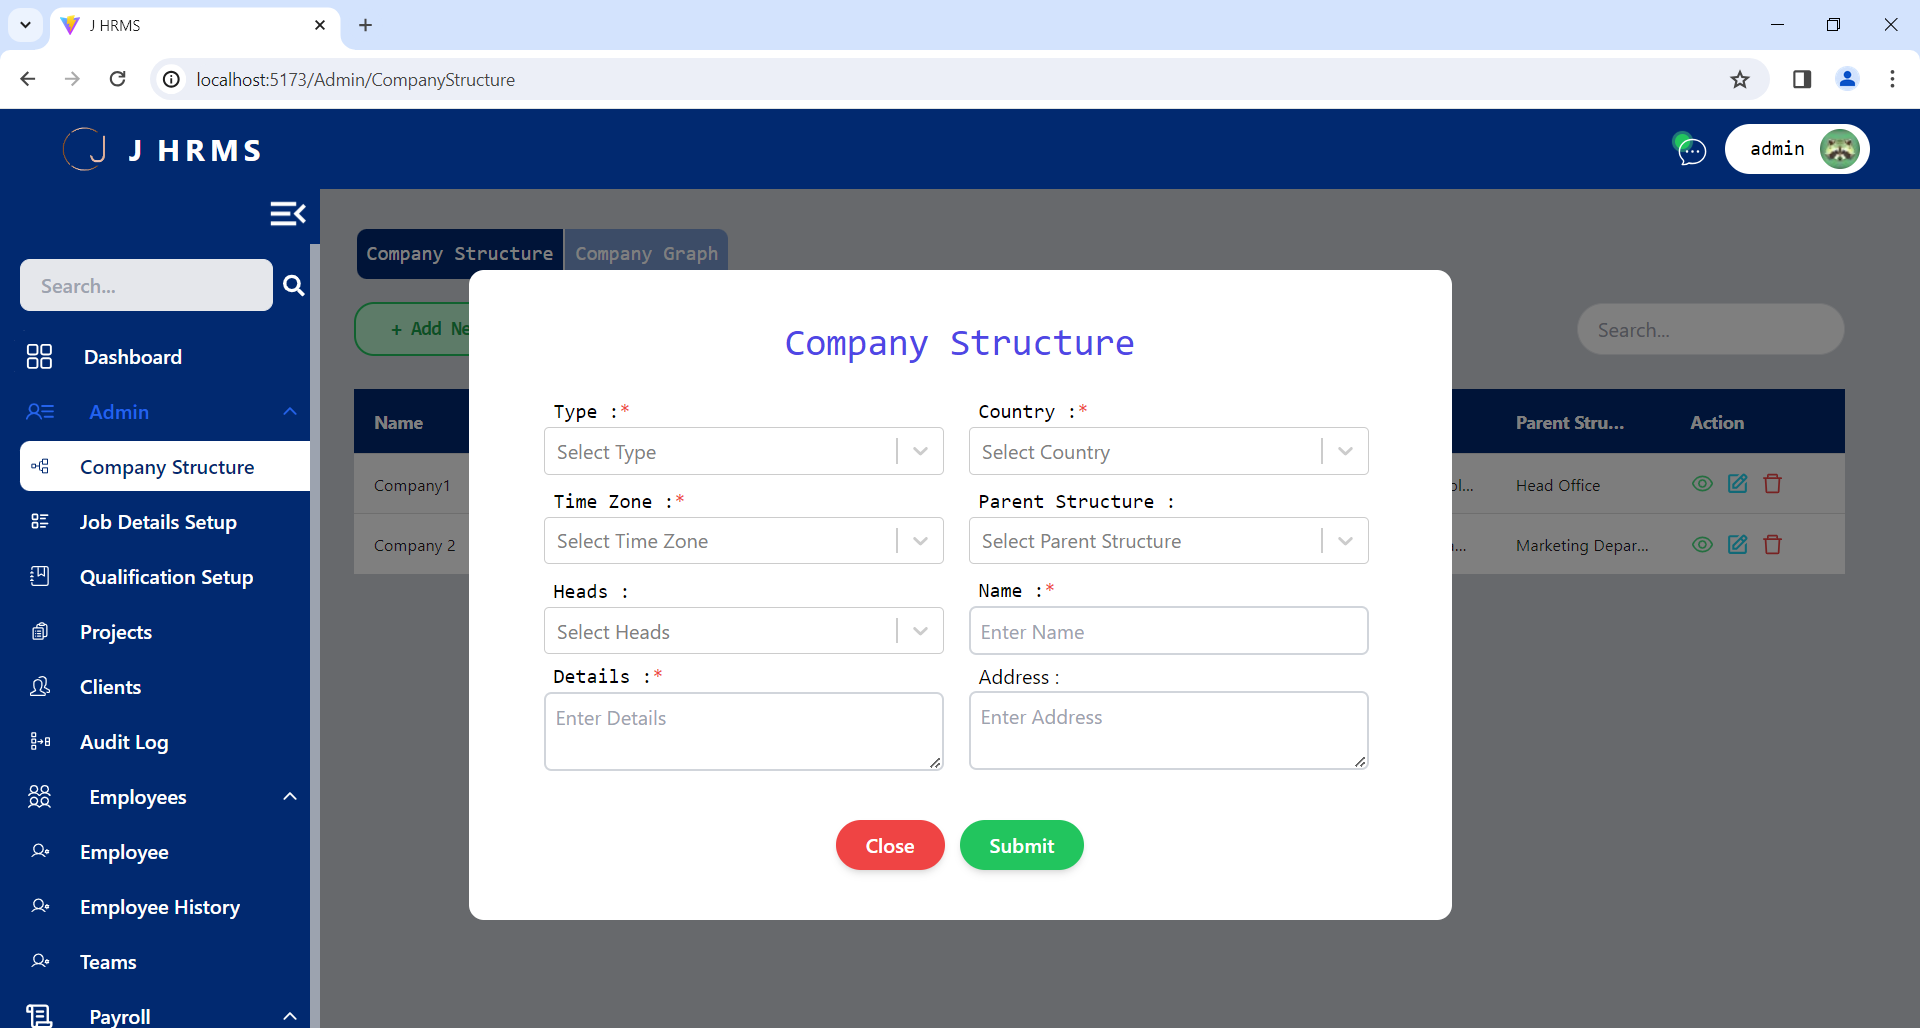 J HRMS
localhost:5173/Admin/CompanyStructure
J HRMS
admin
Search...
Dashboard
Admin
Company Structure
Job Details Setup
Qualification Setup
Projects
Clients
Audit Log
Employees
Employee
Employee History
Teams
Payroll
Company Structure
Company Graph
+ Add
Search...
Name
Parent Stru...
Action
Company1
Head Office
Company 2
Marketing Depar...
Company Structure
Type :*
Country :*
Select Type
Select Country
Time Zone :*
Parent Structure :
Select Time Zone
Select Parent Structure
Heads :
Name :*
Select Heads
Enter Name
Details :*
Address :
Enter Details
Enter Address
Close
Submit